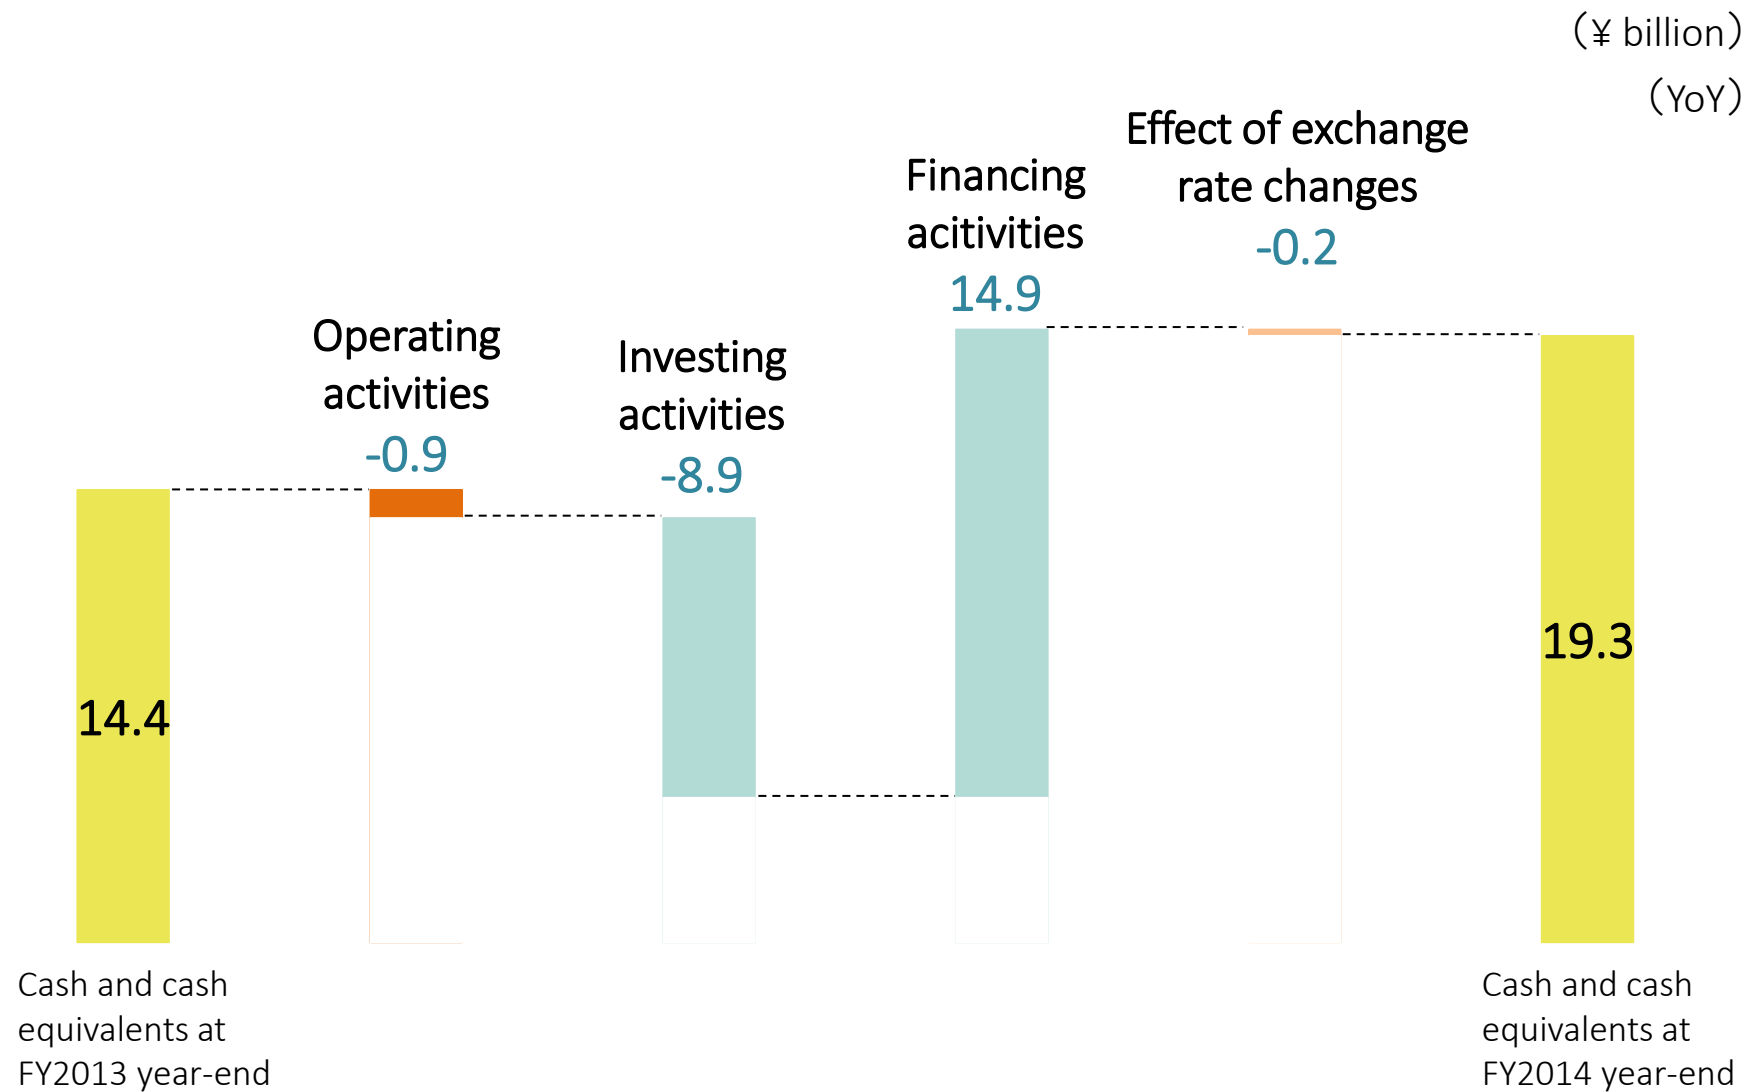 （¥ billion）
（YoY）
Effect of exchange
rate changes
-0.2
Financing
acitivities
14.9
Operating
activities
-0.9
Investing
activities
-8.9
14.4
19.3
Cash and cash
equivalents at
FY2013 year-end
Cash and cash
equivalents at
FY2014 year-end